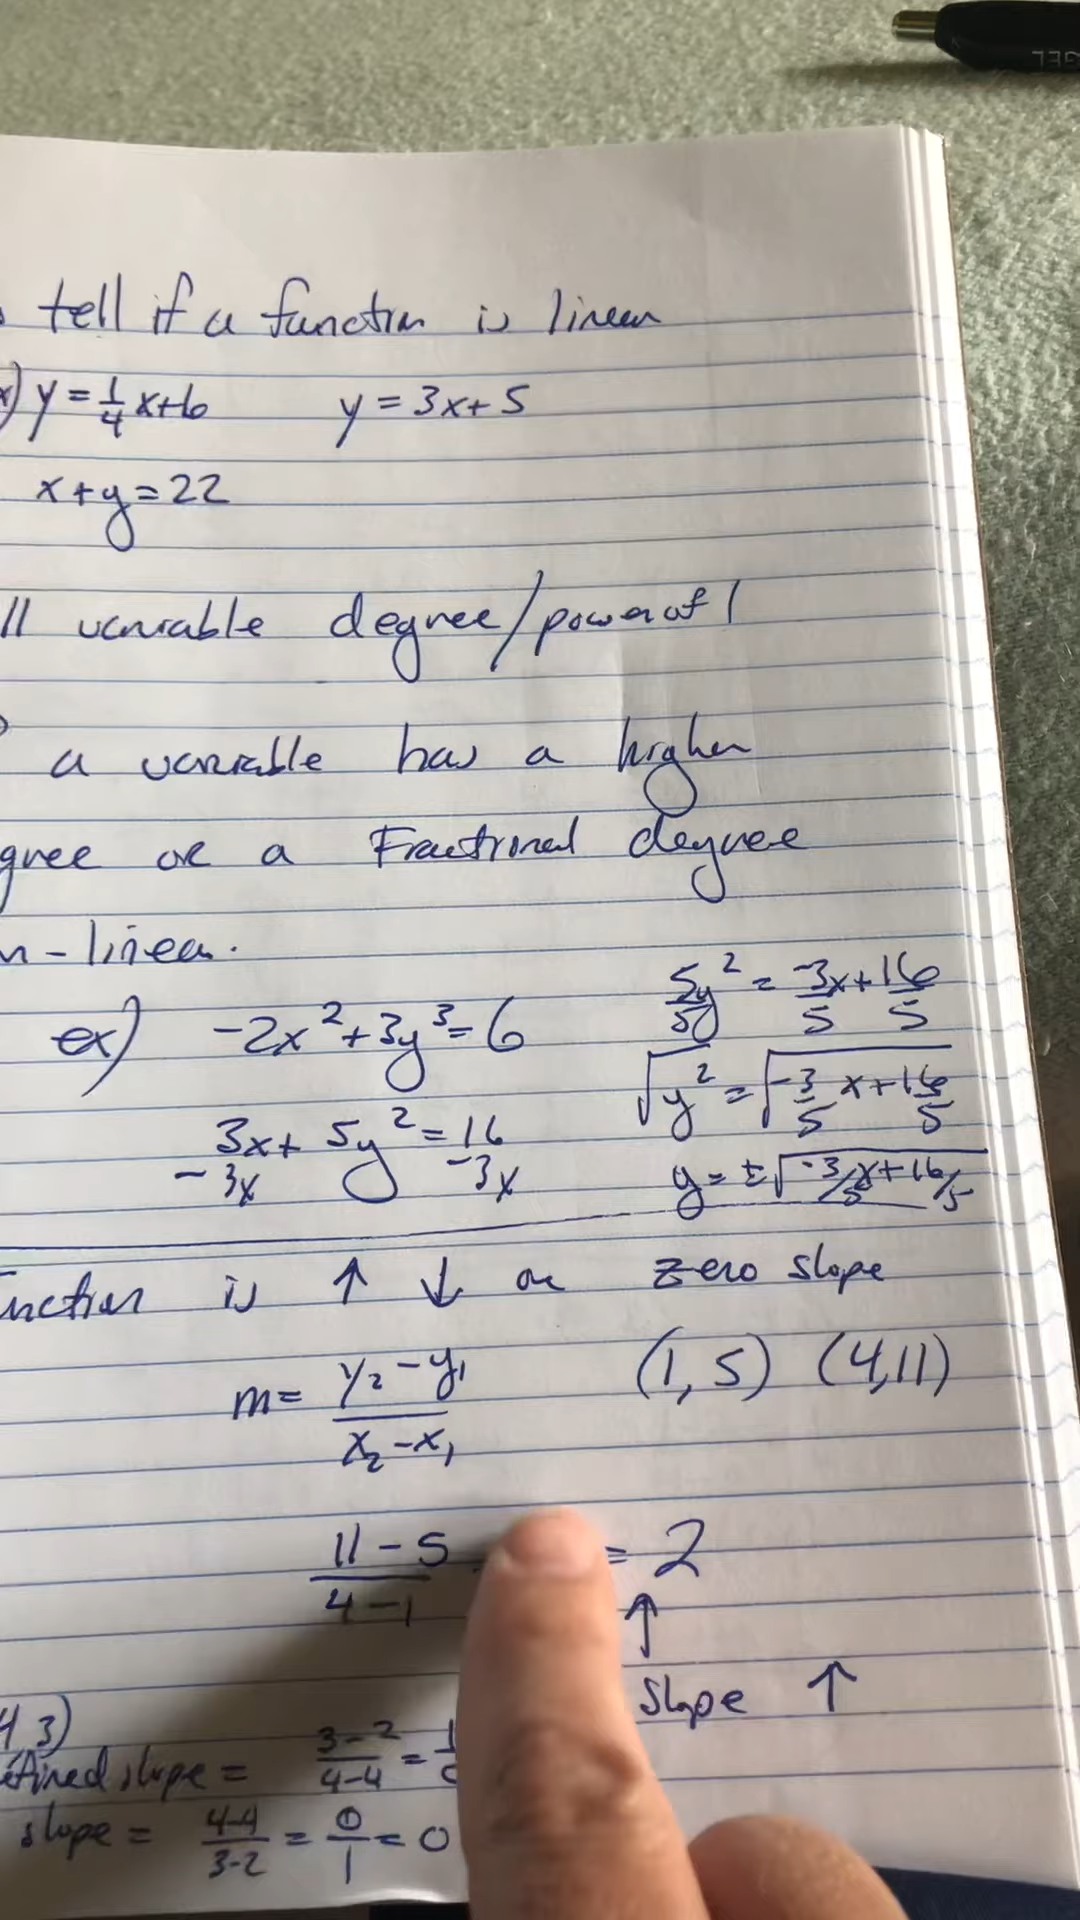 tell if a function is linear
x) y = 1/4 x + 6 y = 3x + 5
x + y = 22
ll variable degree/power of 1
a variable has a higher
gree or a Fractional degree
n-linear.
ex) -2x² + 3y³ = 6
3x + 5y² = 16
-3x -3x
5y²/5 = -3x/5 + 16/5
√y² = √-3/5 x + 16/5
y = ±√-3/5 x + 16/5
unction is ↑ ↓ or zero slope
m = y₂ - y₁ / x₂ - x₁ (1, 5) (4, 11)
11 - 5 / 4 - 1 = 2
↑
slope ↑
4, 3)
efined slope = 3-2 / 4-4 = 1
slope = 4-4 / 3-2 = 0/1 = 0
GEL